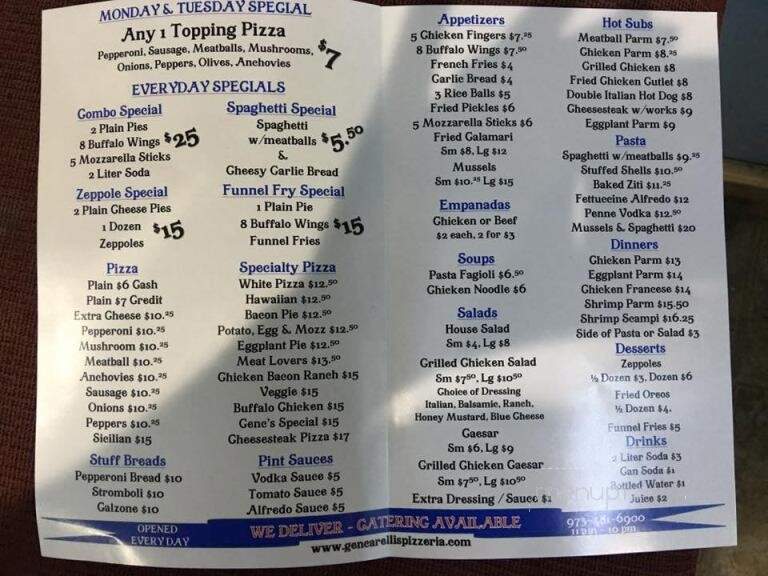 MONDAY & TUESDAY SPECIAL
Any 1 Topping Pizza
Pepperoni, Sausage, Meatballs, Mushrooms,
Onions, Peppers, Olives, Anchovies
$7
EVERYDAY SPECIALS
Combo Special
2 Plain Pies
8 Buffalo Wings $25
5 Mozzarella Sticks
2 Liter Soda
Spaghetti Special
Spaghetti
w/meatballs $5.50
&
Cheesy Garlic Bread
Zeppole Special
2 Plain Cheese Pies
1 Dozen $15
Zeppoles
Funnel Fry Special
1 Plain Pie
8 Buffalo Wings $15
Funnel Fries
Pizza
Plain $6 Cash
Plain $7 Credit
Extra Cheese $10.25
Pepperoni $10.25
Mushroom $10.25
Meatball $10.25
Anchovies $10.25
Sausage $10.25
Onions $10.25
Peppers $10.25
Sicilian $15
Specialty Pizza
White Pizza $12.50
Hawaiian $12.50
Bacon Pie $12.50
Potato, Egg & Mozz $12.50
Eggplant Pie $12.50
Meat Lovers $13.50
Chicken Bacon Ranch $15
Veggie $15
Buffalo Chicken $15
Gene's Special $15
Cheesesteak Pizza $17
Stuff Breads
Pepperoni Bread $10
Stromboli $10
Calzone $10
Pint Sauces
Vodka Sauce $5
Tomato Sauce $5
Alfredo Sauce $5
Appetizers
5 Chicken Fingers $7.25
8 Buffalo Wings $7.50
French Fries $4
Garlic Bread $4
3 Rice Balls $5
Fried Pickles $6
5 Mozzarella Sticks $6
Fried Calamari
Sm $8, Lg $12
Mussels
Sm $10.25 Lg $15
Empanadas
Chicken or Beef
$2 each, 2 for $3
Soups
Pasta Fagioli $6.50
Chicken Noodle $6
Salads
House Salad
Sm $4, Lg $8
Grilled Chicken Salad
Sm $7.50, Lg $10.50
Choice of Dressing
Italian, Balsamic, Ranch,
Honey Mustard, Blue Cheese
Caesar
Sm $6, Lg $9
Grilled Chicken Caesar
Sm $7.50, Lg $10.50
Extra Dressing / Sauce $1
Hot Subs
Meatball Parm $7.50
Chicken Parm $8.25
Grilled Chicken $8
Fried Chicken Cutlet $8
Double Italian Hot Dog $8
Cheesesteak w/works $9
Eggplant Parm $9
Pasta
Spaghetti w/meatballs $9.25
Stuffed Shells $10.50
Baked Ziti $11.25
Fettuccine Alfredo $12
Penne Vodka $12.50
Mussels & Spaghetti $20
Dinners
Chicken Parm $13
Eggplant Parm $14
Chicken Francese $14
Shrimp Parm $15.50
Shrimp Scampi $16.25
Side of Pasta or Salad $3
Desserts
Zeppoles
½ Dozen $3, Dozen $6
Fried Oreos
½ Dozen $4.
Funnel Fries $5
Drinks
2 Liter Soda $3
Can Soda $1
Bottled Water $1
Juice $2
OPENED
EVERYDAY
WE DELIVER - CATERING AVAILABLE
973-481-6900
11 am - 10 pm
www.genearellispizzeria.com